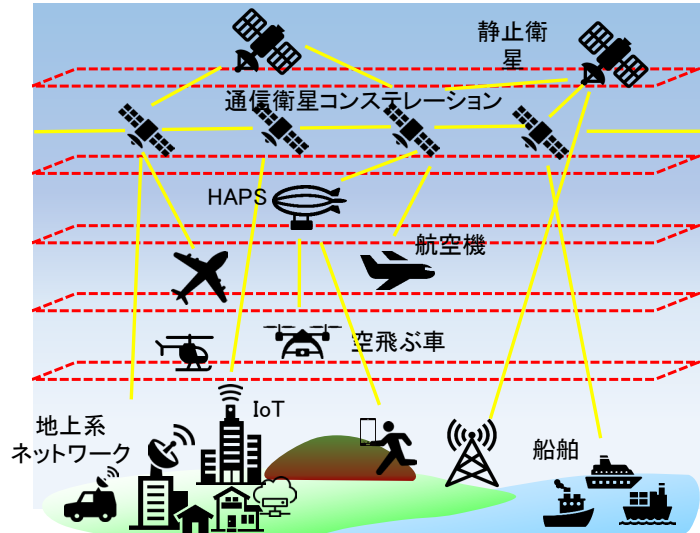 静止衛
星
通信衛星コンステレーション
HAPS
航空機
空飛ぶ車
IoT
地上系
ネットワーク
船舶